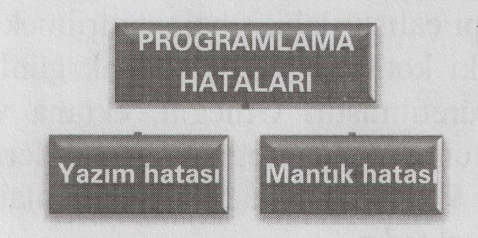 PROGRAMLAMA
HATALARI
Yazım hatası
Mantık hatası